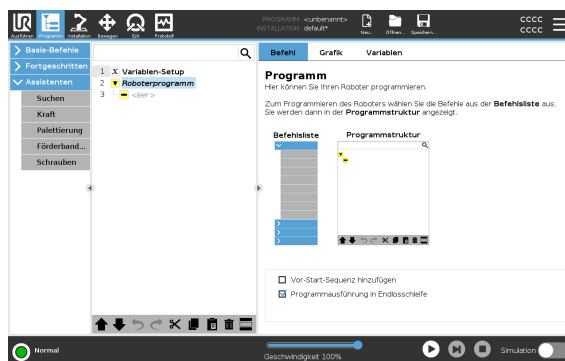 UR
PROGRAMM <unbenannt>
INSTALLATION default*
Ausführen Programm Installation Bewegen E/A Protokoll
Neu... Öffnen... Speichern...
CCCC
CCCC
Basis-Befehle
Fortgeschritten
Assistenten
Suchen
Kraft
Palettierung
Förderband...
Schrauben
1 X Variablen-Setup
2 Roboterprogramm
3 <leer>
Befehl Grafik Variablen
Programm
Hier können Sie Ihren Roboter programmieren.
Zum Programmieren des Roboters wählen Sie die Befehle aus der Befehlsliste aus.
Sie werden dann in der Programmstruktur angezeigt.
Befehlsliste Programmstruktur
Vor-Start-Sequenz hinzufügen
Programmausführung in Endlosschleife
Normal
Geschwindigkeit 100%
Simulation